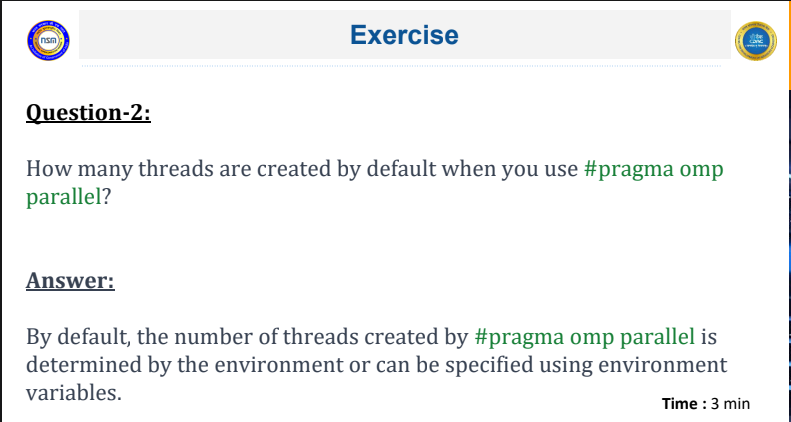 nsm
Exercise
Question-2:
How many threads are created by default when you use #pragma omp
parallel?
Answer:
By default, the number of threads created by #pragma omp parallel is
determined by the environment or can be specified using environment
variables.
Time : 3 min